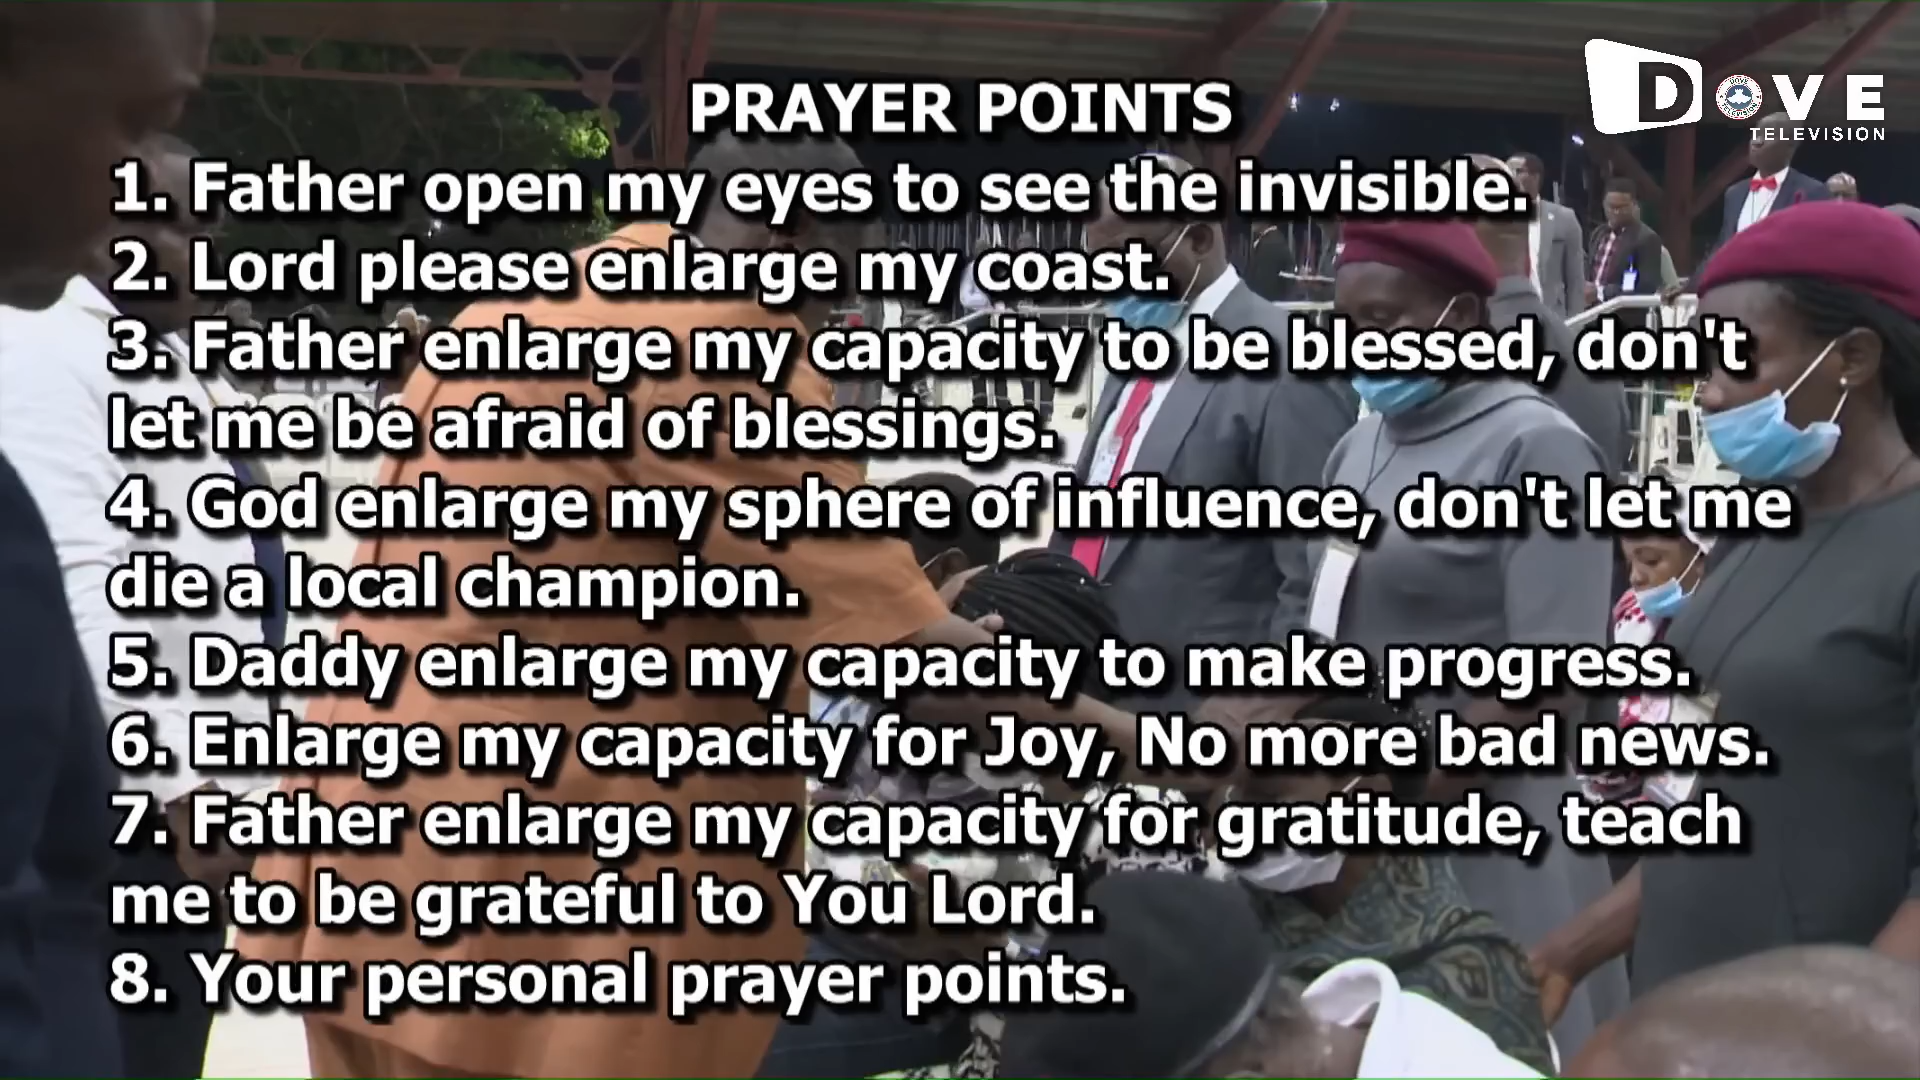 DOVE
TELEVISION
PRAYER POINTS
1. Father open my eyes to see the invisible.
2. Lord please enlarge my coast.
3. Father enlarge my capacity to be blessed, don't
let me be afraid of blessings.
4. God enlarge my sphere of influence, don't let me
die a local champion.
5. Daddy enlarge my capacity to make progress.
6. Enlarge my capacity for Joy, No more bad news.
7. Father enlarge my capacity for gratitude, teach
me to be grateful to You Lord.
8. Your personal prayer points.